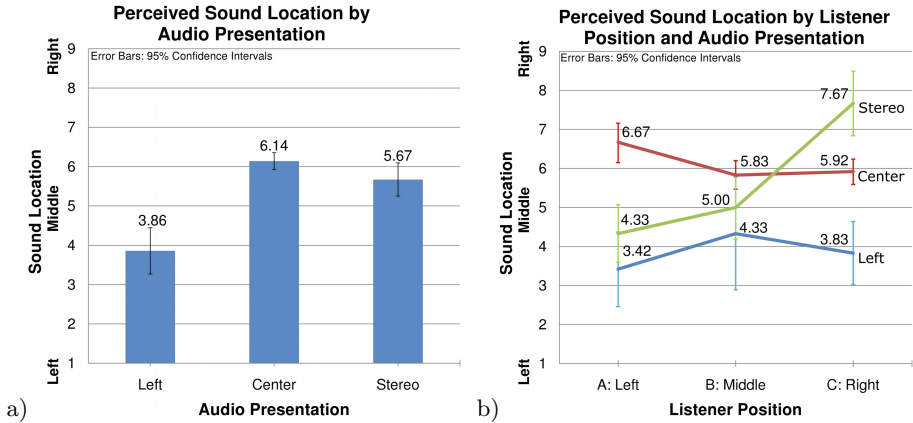 Perceived Sound Location by
Audio Presentation
Error Bars: 95% Confidence Intervals
Right
9
8
7
6
5
4
3
2
1
Sound Location
Middle
Left
3.86
6.14
5.67
Left
Center
Stereo
Audio Presentation
a)
Perceived Sound Location by Listener
Position and Audio Presentation
Error Bars: 95% Confidence Intervals
Right
9
8
7
6
5
4
3
2
1
Sound Location
Middle
Left
6.67
5.83
5.92
Center
4.33
5.00
7.67
Stereo
3.42
4.33
3.83
Left
A: Left
B: Middle
C: Right
Listener Position
b)